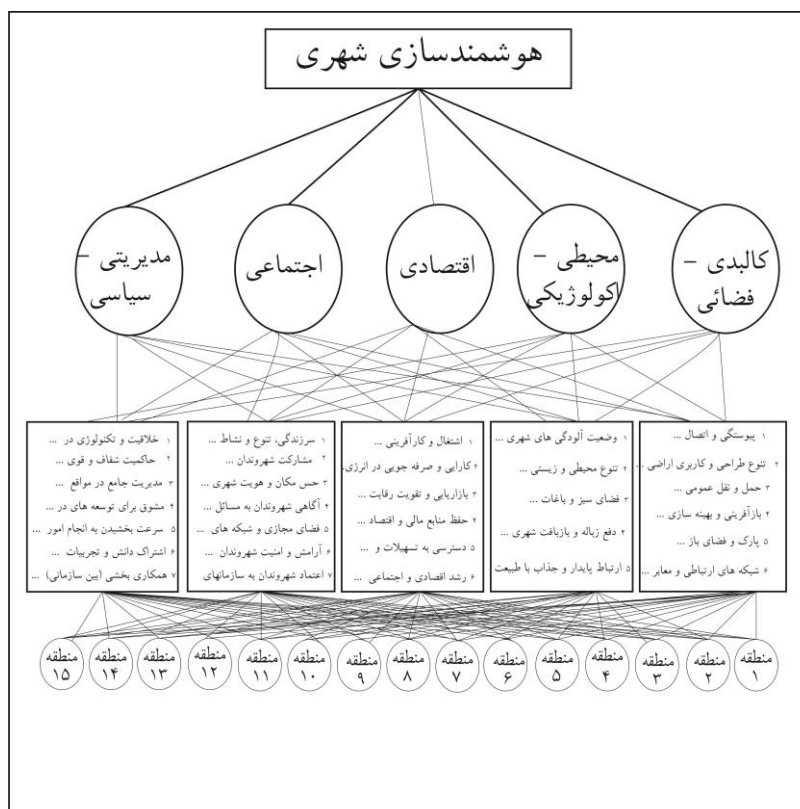 هوشمندسازی شهری
کالبدی –
فضائی
محیطی –
اکولوژیکی
اقتصادی
اجتماعی
مدیریتی –
سیاسی
۱ پیوستگی و اتصال ...
۲ تنوع طراحی و کاربری اراضی ...
۳ حمل و نقل عمومی ...
۴ بازآفرینی و بهینه سازی ...
۵ پارک و فضای باز ...
۶ شبکه های ارتباطی و معابر ...
۱ وضعیت آلودگی های شهری ...
۲ تنوع محیطی و زیستی ...
۳ فضای سبز و باغات ...
۴ دفع زباله و بازیافت شهری ...
۵ ارتباط پایدار و جذاب با طبیعت
۱ اشتغال و کارآفرینی ...
۲ کارایی و صرفه جویی در انرژی.
۳ بازاریابی و تقویت رقابت ...
۴ حفظ منابع مالی و اقتصاد ...
۵ دسترسی به تسهیلات و ...
۶ رشد اقتصادی و اجتماعی ...
۱ سرزندگی، تنوع و نشاط ...
۲ مشارکت شهروندان ...
۳ حس مکان و هویت شهری ...
۴ آگاهی شهروندان به مسائل ...
۵ فضای مجازی و شبکه های ...
۶ آرامش و امنیت شهروندان ...
۷ اعتماد شهروندان به سازمانهای
۱ خلاقیت و تکنولوژی در ...
۲ حاکمیت شفاف و قوی ...
۳ مدیریت جامع در مواقع ...
۴ مشوق برای توسعه های در ...
۵ سرعت بخشیدن به انجام امور ...
۶ اشتراک دانش و تجربیات ...
۷ همکاری بخشی (بین سازمانی) ...
منطقه
۱
منطقه
۲
منطقه
۳
منطقه
۴
منطقه
۵
منطقه
۶
منطقه
۷
منطقه
۸
منطقه
۹
منطقه
۱۰
منطقه
۱۱
منطقه
۱۲
منطقه
۱۳
منطقه
۱۴
منطقه
۱۵